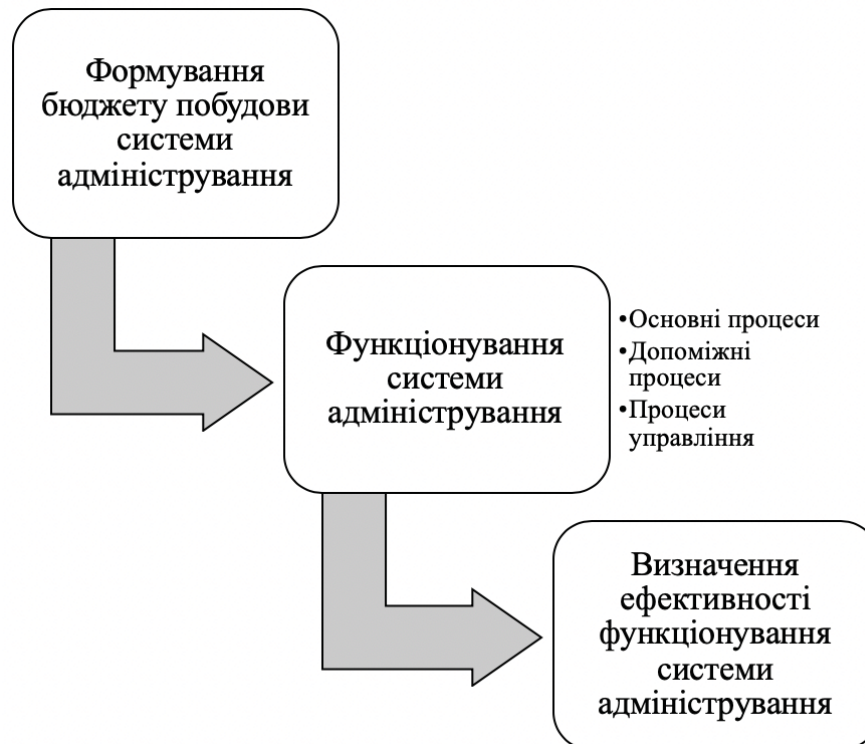 Формування
бюджету побудови
системи
адміністрування
Функціонування
системи
адміністрування
•Основні процеси
•Допоміжні
процеси
•Процеси
управління
Визначення
ефективності
функціонування
системи
адміністрування